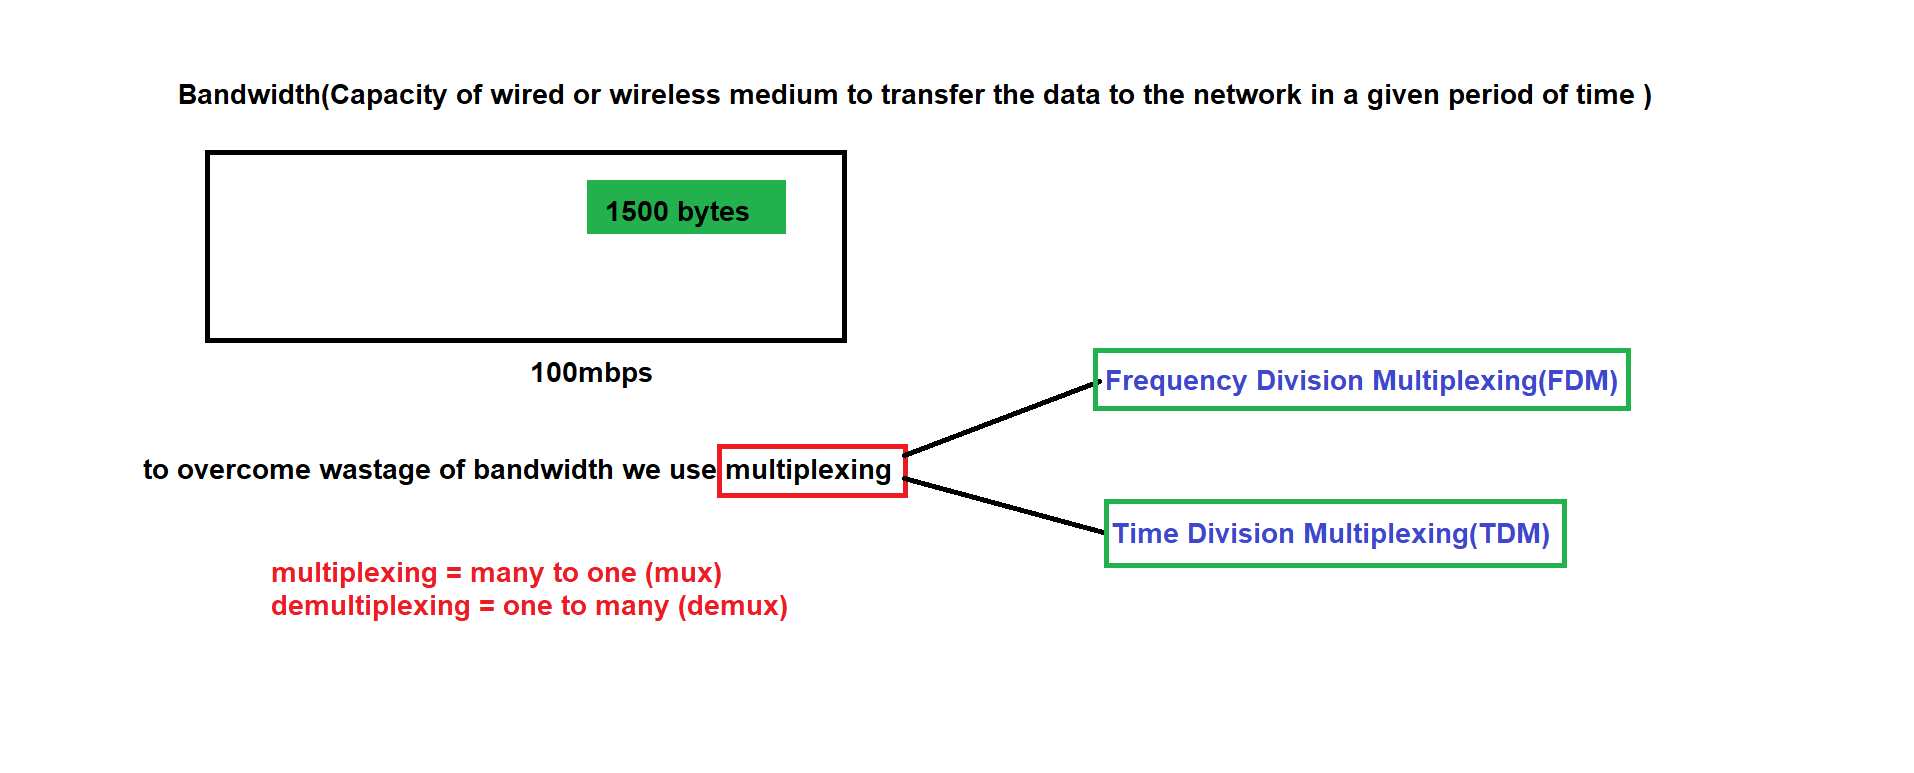 Bandwidth(Capacity of wired or wireless medium to transfer the data to the network in a given period of time )
1500 bytes
100mbps
Frequency Division Multiplexing(FDM)
to overcome wastage of bandwidth we use multiplexing
Time Division Multiplexing(TDM)
multiplexing = many to one (mux)
demultiplexing = one to many (demux)